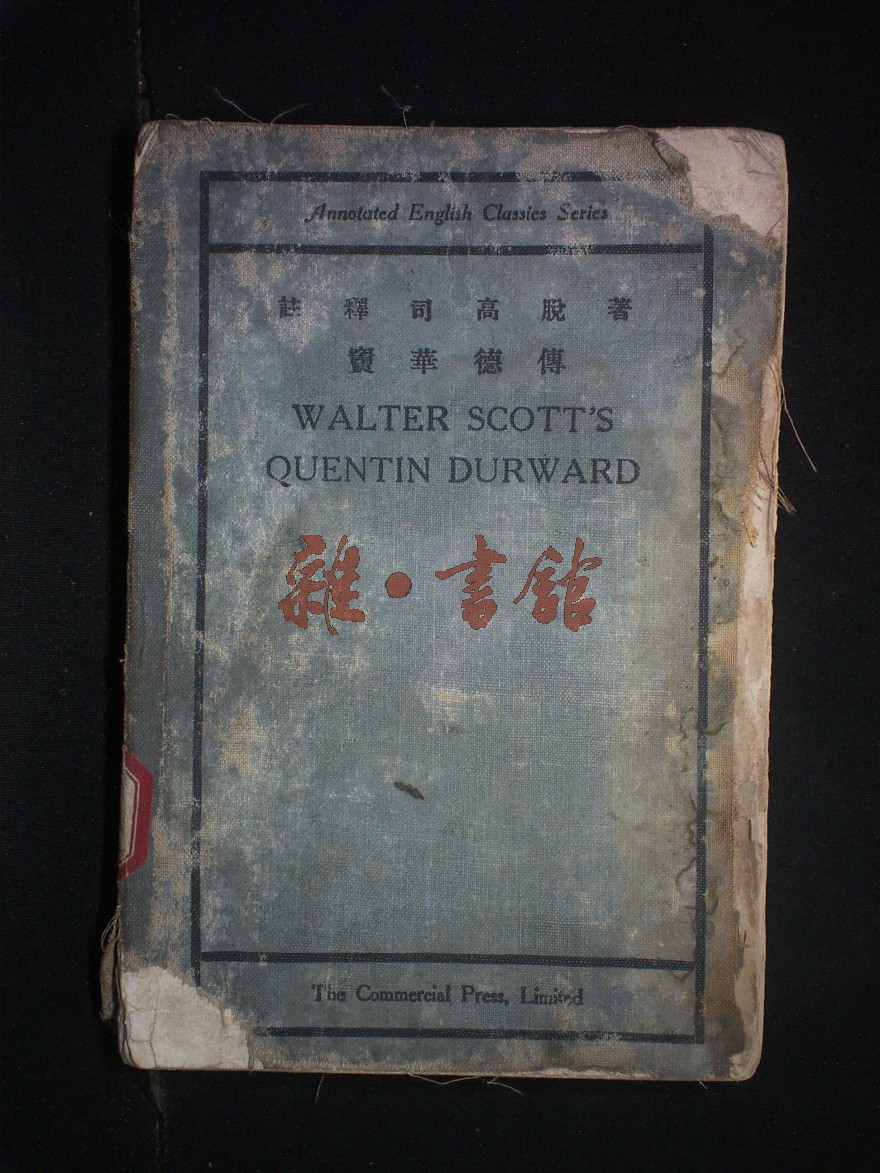 Annotated English Classics Series
註釋司高脫著
竇華德傳
WALTER SCOTT'S
QUENTIN DURWARD
雜·書館
The Commercial Press, Limited